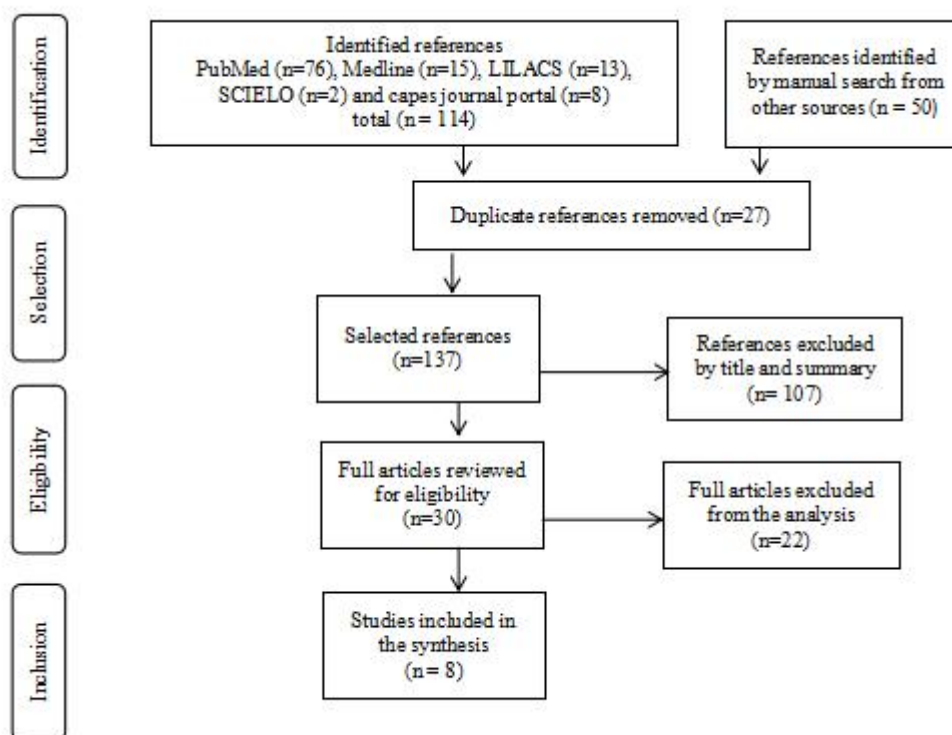 Identification
Identified references
PubMed (n=76), Medline (n=15), LILACS (n=13),
SCIELO (n=2) and capes journal portal (n=8)
total (n = 114)
References identified
by manual search from
other sources (n = 50)
Duplicate references removed (n=27)
Selection
Selected references
(n=137)
References excluded
by title and summary
(n= 107)
Eligibility
Full articles reviewed
for eligibility
(n=30)
Full articles excluded
from the analysis
(n=22)
Inclusion
Studies included in
the synthesis
(n = 8)